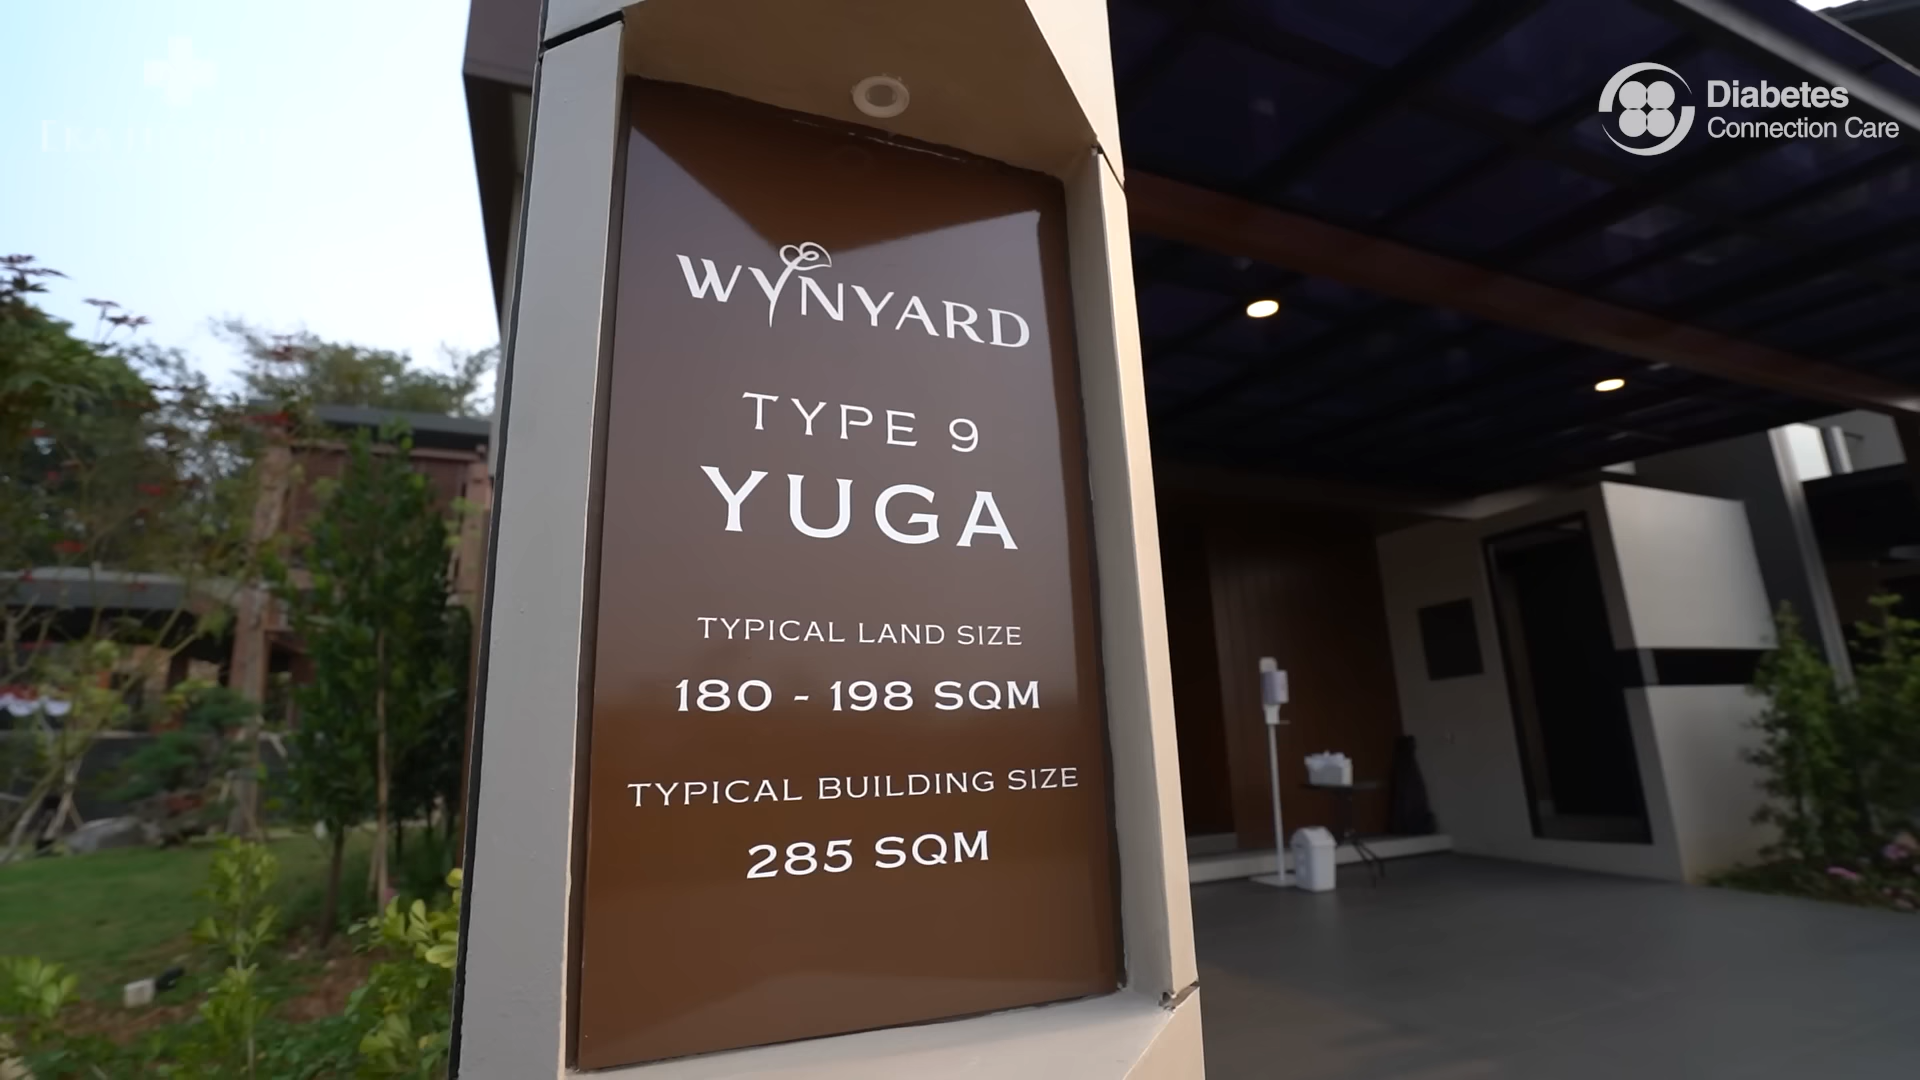 Diabetes
Connection Care
WYNYARD
TYPE 9
YUGA
TYPICAL LAND SIZE
180 - 198 SQM
TYPICAL BUILDING SIZE
285 SQM